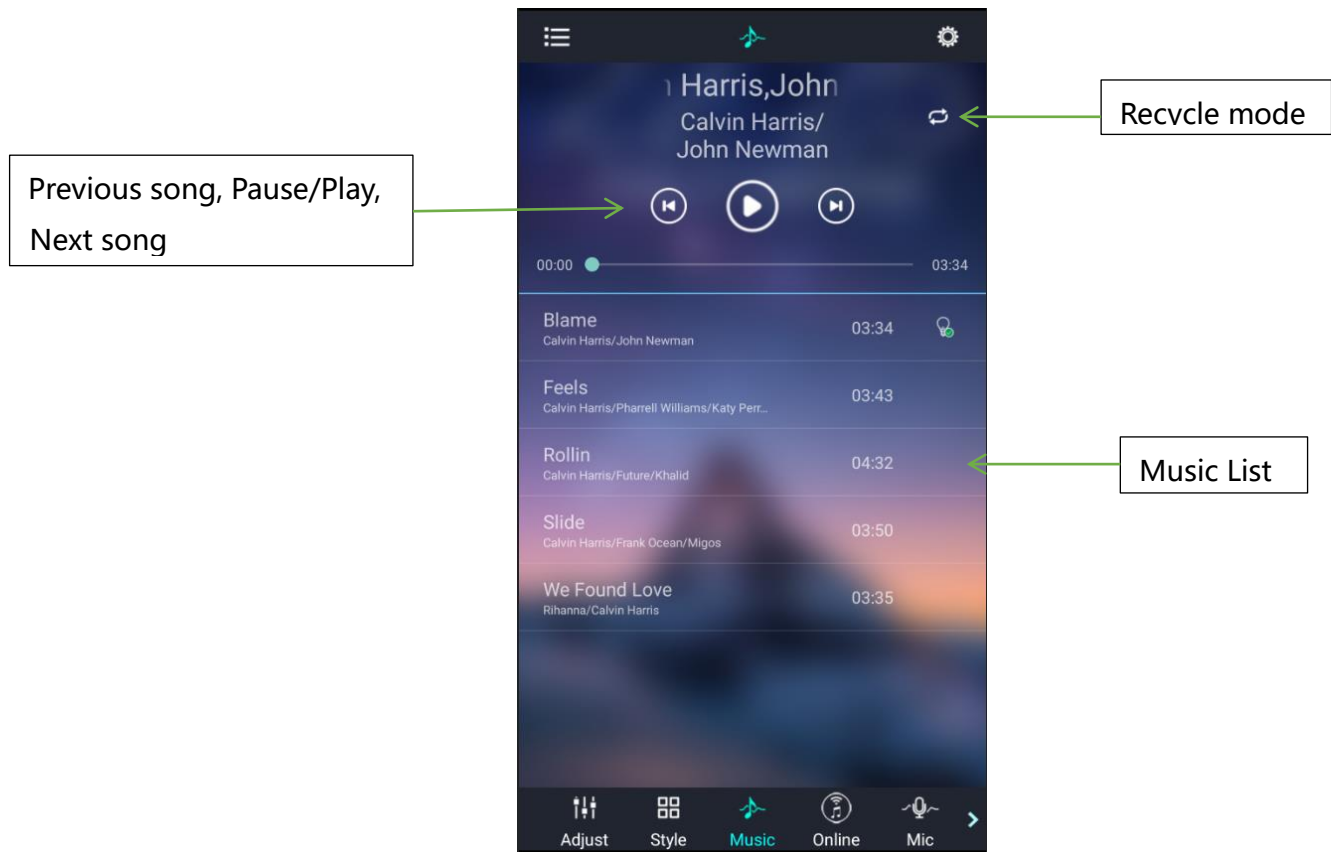 Harris,John
Calvin Harris/
John Newman
Recycle mode
Previous song, Pause/Play,
Next song
00:00
03:34
Blame
03:34
Calvin Harris/John Newman
Feels
03:43
Calvin Harris/Pharrell Williams/Katy Perr...
Rollin
04:32
Calvin Harris/Future/Khalid
Music List
Slide
03:50
Calvin Harris/Frank Ocean/Migos
We Found Love
03:35
Rihanna/Calvin Harris
Adjust
Style
Music
Online
Mic